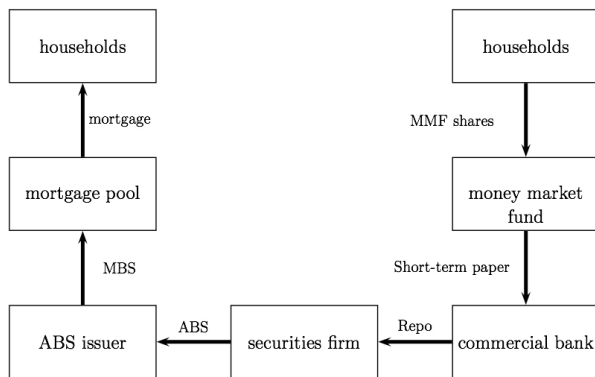 households
households
mortgage
MMF shares
mortgage pool
money market
fund
MBS
Short-term paper
ABS issuer
ABS
securities firm
Repo
commercial bank